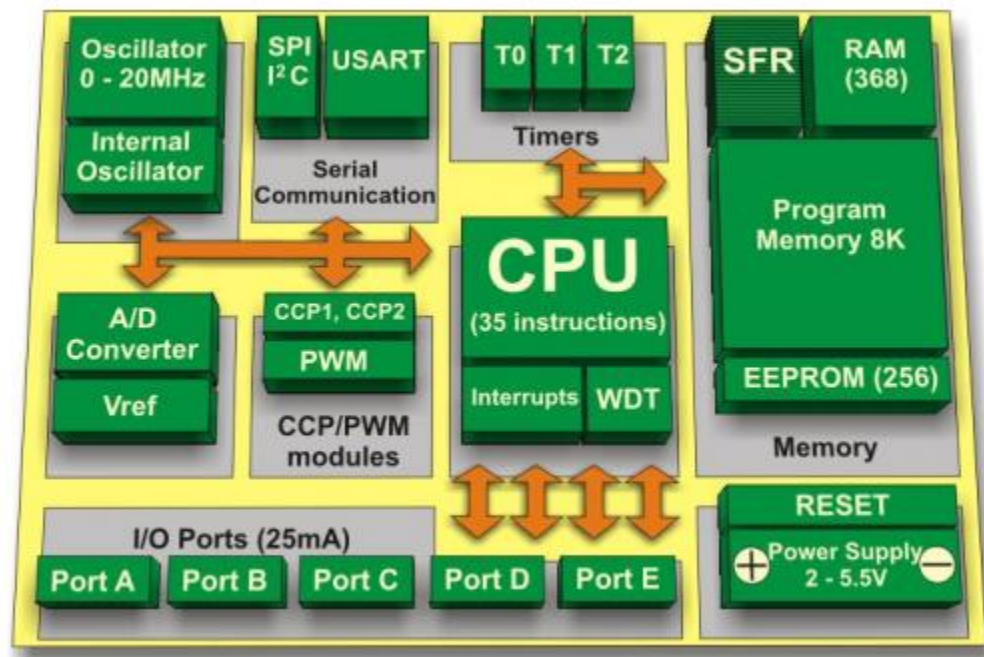 Oscillator
0 - 20MHz
Internal
Oscillator
SPI
I²C
USART
Serial
Communication
T0 T1 T2
Timers
SFR
RAM
(368)
Program
Memory 8K
EEPROM (256)
Memory
CPU
(35 instructions)
Interrupts
WDT
A/D
Converter
Vref
CCP1, CCP2
PWM
CCP/PWM
modules
I/O Ports (25mA)
Port A
Port B
Port C
Port D
Port E
RESET
+ Power Supply -
2 - 5.5V